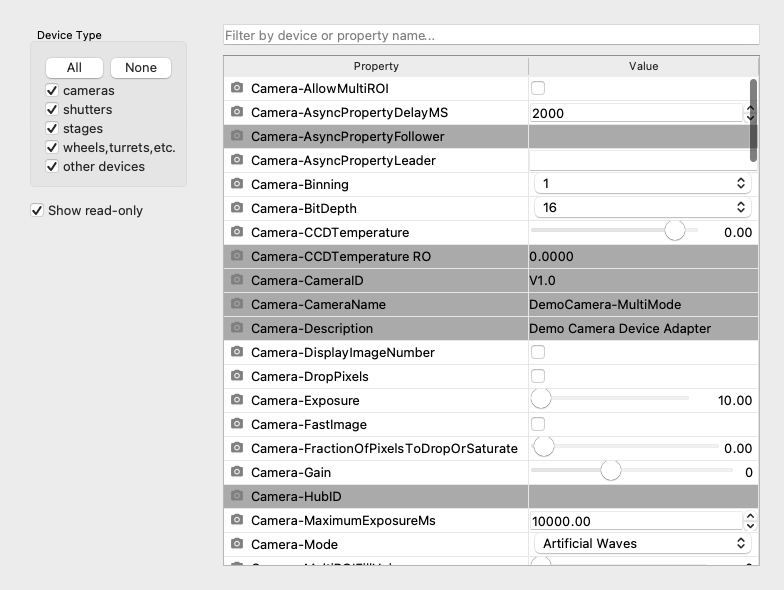 Device Type
All None
cameras
shutters
stages
wheels,turrets,etc.
other devices
Show read-only
Filter by device or property name...
Property Value
Camera-AllowMultiROI
Camera-AsyncPropertyDelayMS 2000
Camera-AsyncPropertyFollower
Camera-AsyncPropertyLeader
Camera-Binning 1
Camera-BitDepth 16
Camera-CCDTemperature 0.00
Camera-CCDTemperature RO 0.0000
Camera-CameraID V1.0
Camera-CameraName DemoCamera-MultiMode
Camera-Description Demo Camera Device Adapter
Camera-DisplayImageNumber
Camera-DropPixels
Camera-Exposure 10.00
Camera-FastImage
Camera-FractionOfPixelsToDropOrSaturate 0.00
Camera-Gain 0
Camera-HubID
Camera-MaximumExposureMs 10000.00
Camera-Mode Artificial Waves